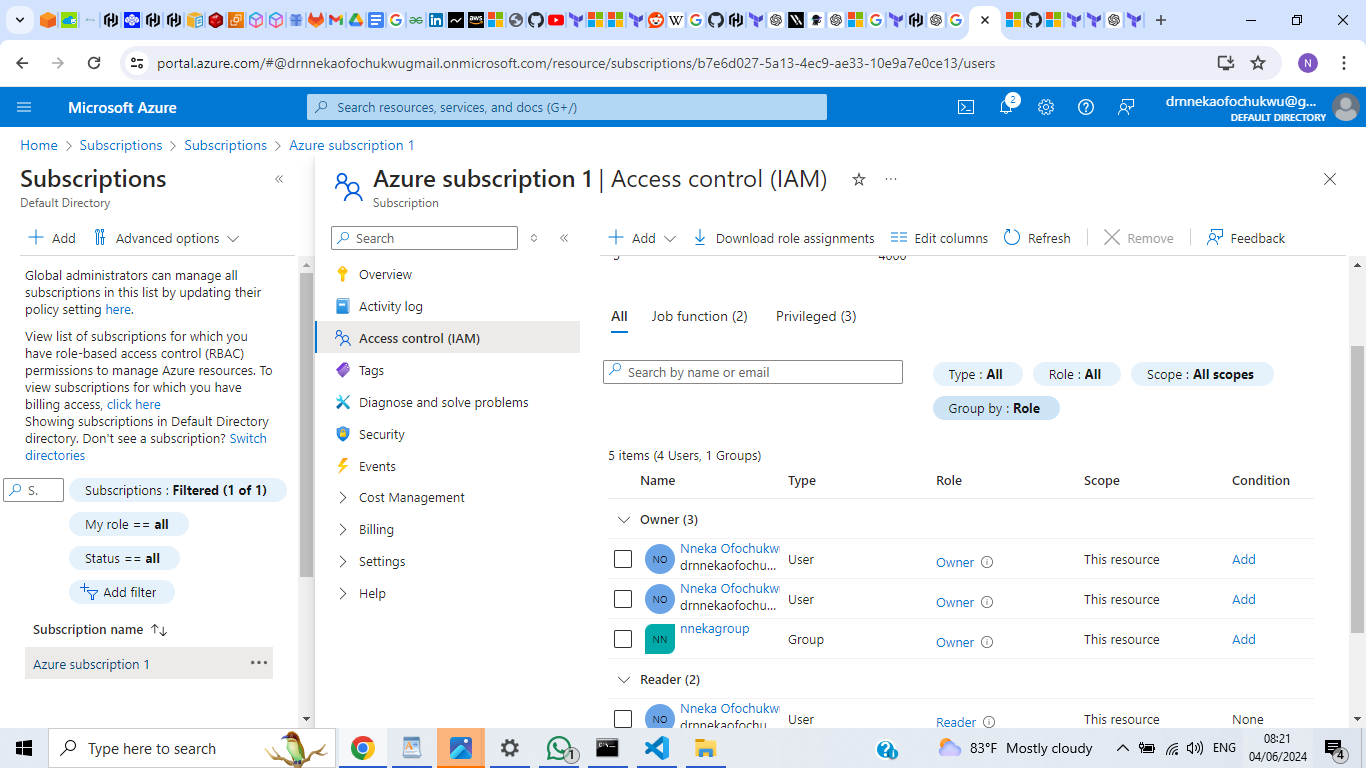 portal.azure.com/#@drnnekaofochukwugmail.onmicrosoft.com/resource/subscriptions/b7e6d027-5a13-4ec9-ae33-10e9a7e0ce13/users
N
Microsoft Azure
Search resources, services, and docs (G+/)
2
drnnekaofochukwu@g...
DEFAULT DIRECTORY
Home > Subscriptions > Subscriptions > Azure subscription 1
Subscriptions
Default Directory
Add
Advanced options
Global administrators can manage all
subscriptions in this list by updating their
policy setting here.
View list of subscriptions for which you
have role-based access control (RBAC)
permissions to manage Azure resources. To
view subscriptions for which you have
billing access, click here
Showing subscriptions in Default Directory
directory. Don't see a subscription? Switch
directories
S.
Subscriptions : Filtered (1 of 1)
My role == all
Status == all
Add filter
Subscription name
Azure subscription 1
Azure subscription 1 | Access control (IAM)
Subscription
Search
Overview
Activity log
Access control (IAM)
Tags
Diagnose and solve problems
Security
Events
Cost Management
Billing
Settings
Help
Add
Download role assignments
Edit columns
Refresh
Remove
Feedback
4000
All
Job function (2)
Privileged (3)
Search by name or email
Type : All
Role : All
Scope : All scopes
Group by : Role
5 items (4 Users, 1 Groups)
Name Type Role Scope Condition
Owner (3)
NO Nneka Ofochukwu
drnnekaofochu... User Owner This resource Add
NO Nneka Ofochukwu
drnnekaofochu... User Owner This resource Add
NN nnekagroup Group Owner This resource Add
Reader (2)
NO Nneka Ofochukwu
drnnekaofochu... User Reader This resource None
Type here to search
1
83°F Mostly cloudy
ENG
08:21
04/06/2024
4